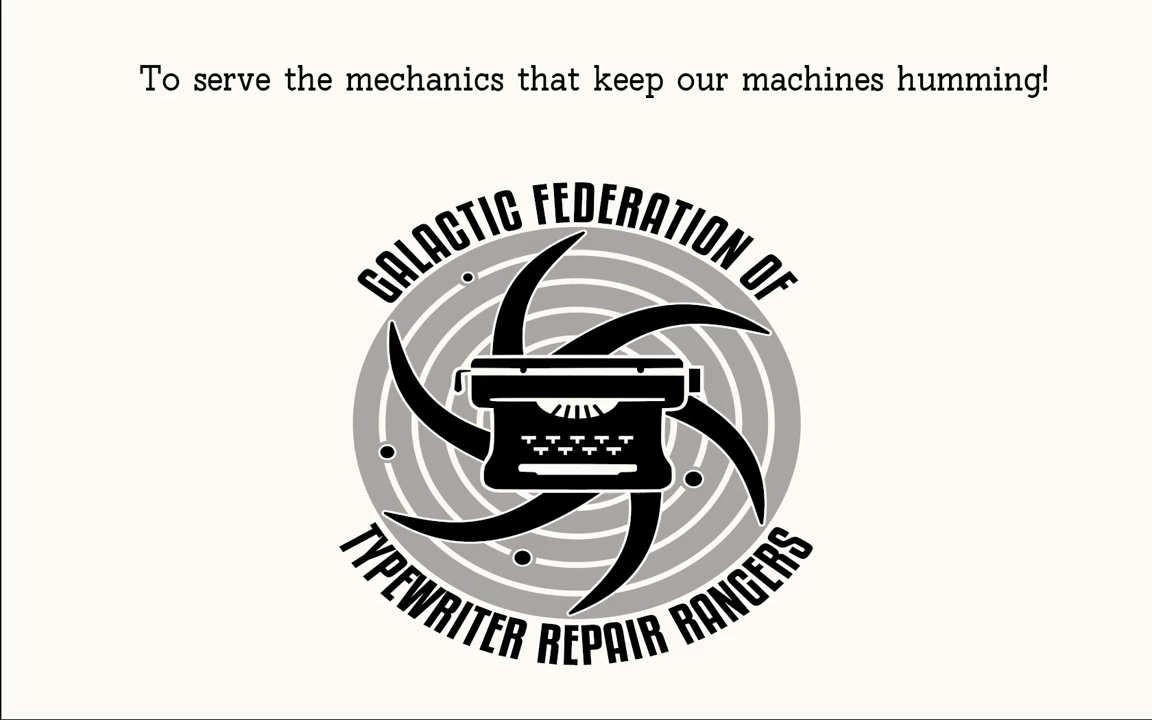 To serve the mechanics that keep our machines humming!
GALACTIC FEDERATION OF
TYPEWRITER REPAIR RANGERS